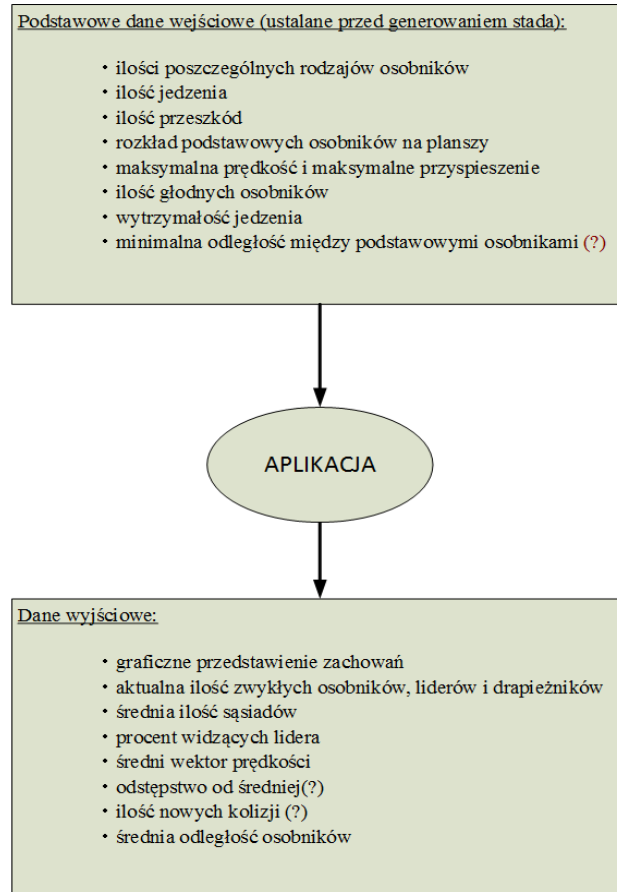 Podstawowe dane wejściowe (ustalane przed generowaniem stada):
• ilości poszczególnych rodzajów osobników
• ilość jedzenia
• ilość przeszkód
• rozkład podstawowych osobników na planszy
• maksymalna prędkość i maksymalne przyspieszenie
• ilość głodnych osobników
• wytrzymałość jedzenia
• minimalna odległość między podstawowymi osobnikami (?)
APLIKACJA
Dane wyjściowe:
• graficzne przedstawienie zachowań
• aktualna ilość zwykłych osobników, liderów i drapieżników
• średnia ilość sąsiadów
• procent widzących lidera
• średni wektor prędkości
• odstępstwo od średniej(?)
• ilość nowych kolizji (?)
• średnia odległość osobników